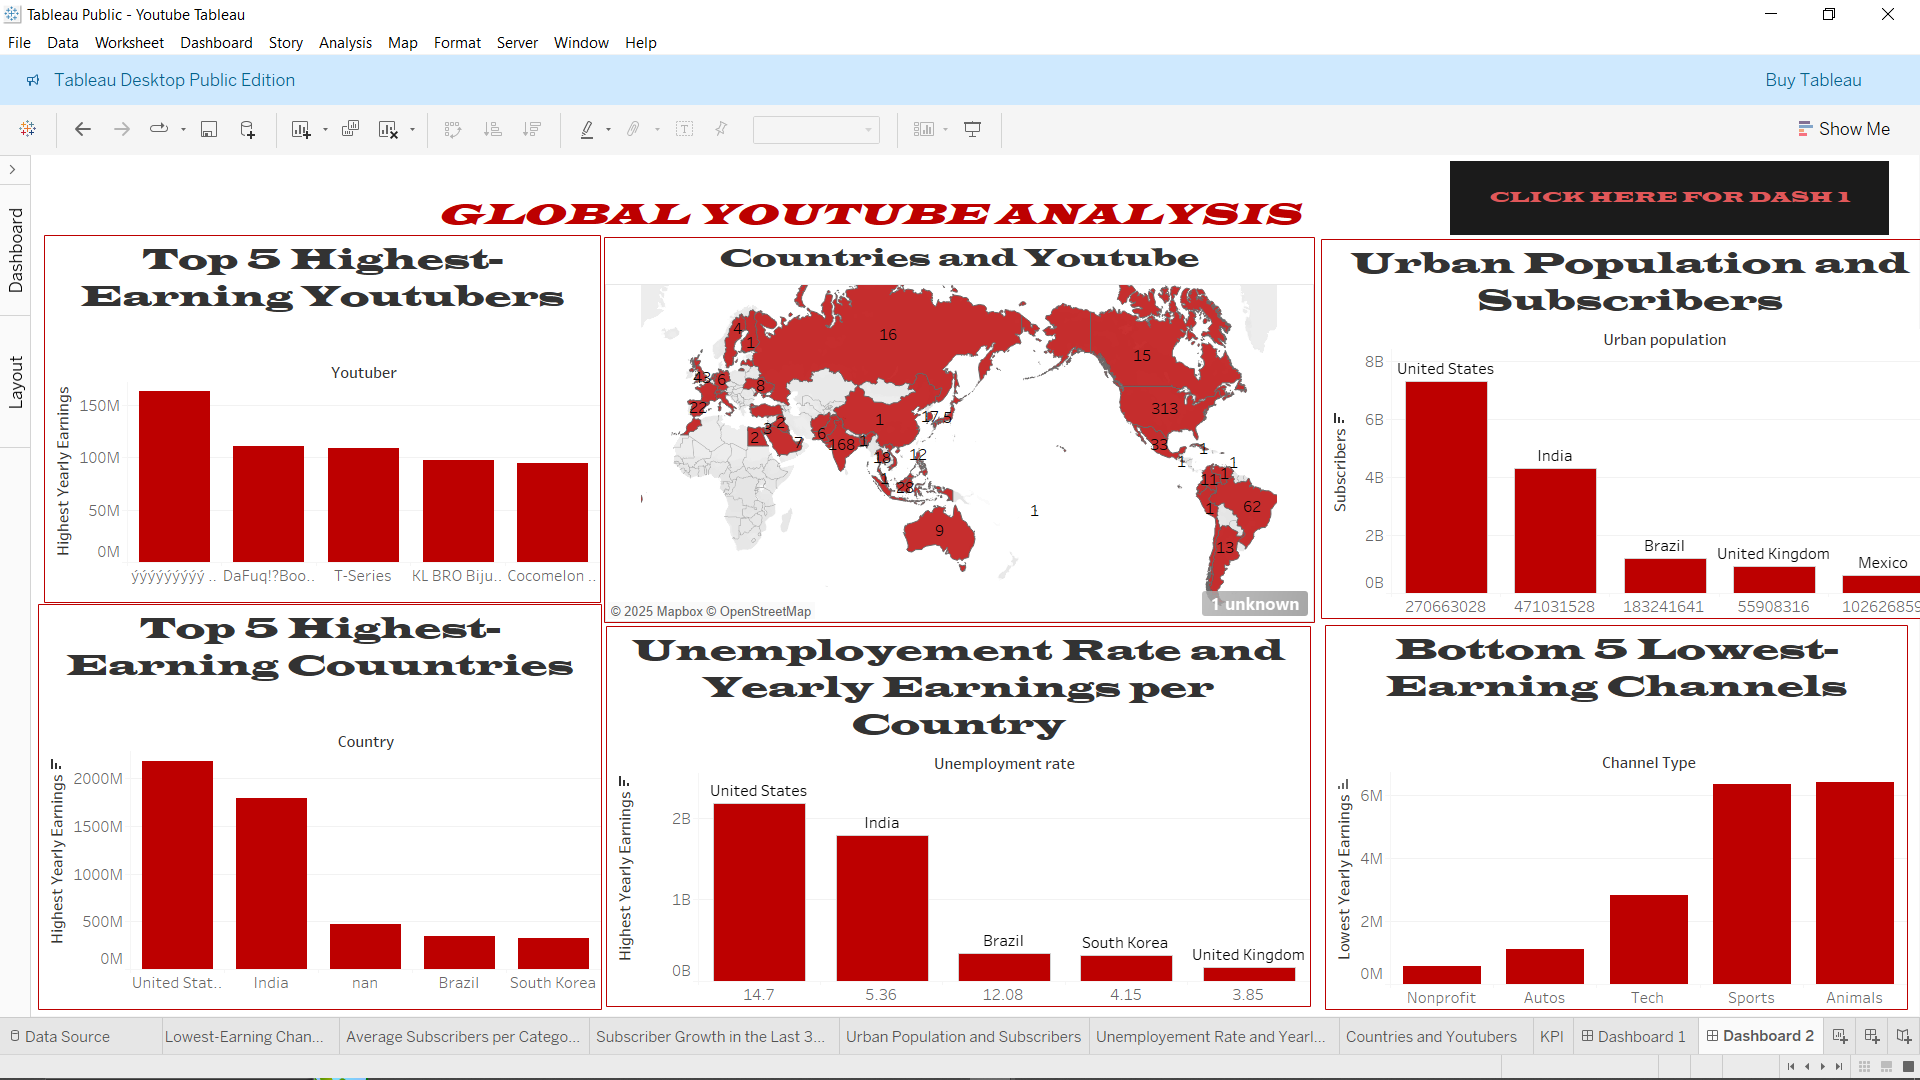 Tableau Public - Youtube Tableau
File Data Worksheet Dashboard Story Analysis Map Format Server Window Help
Tableau Desktop Public Edition
Buy Tableau
Show Me
Dashboard
Layout
GLOBAL YOUTUBE ANALYSIS
CLICK HERE FOR DASH 1
Top 5 Highest-
Earning Youtubers
Youtuber
Highest Yearly Earnings
150M
100M
50M
0M
ýýýýýýýýý .. DaFuq!?Boo.. T-Series KL BRO Biju.. Cocomelon ..
Countries and Youtube
4
1
16
15
43
6
8
22
1
17
5
313
2
3
2
7
6
168
1
18
12
33
1
1
1
1
28
11
1
1
62
1
9
13
© 2025 Mapbox © OpenStreetMap
1 unknown
Urban Population and
Subscribers
Urban population
Subscribers
8B
6B
4B
2B
0B
United States
India
Brazil
United Kingdom
Mexico
270663028 471031528 183241641 55908316 102626859
Top 5 Highest-
Earning Couuntries
Country
Highest Yearly Earnings
2000M
1500M
1000M
500M
0M
United Stat.. India nan Brazil South Korea
Unemployement Rate and
Yearly Earnings per
Country
Unemployment rate
Highest Yearly Earnings
2B
1B
0B
United States
India
Brazil
South Korea
United Kingdom
14.7 5.36 12.08 4.15 3.85
Bottom 5 Lowest-
Earning Channels
Channel Type
Lowest Yearly Earnings
6M
4M
2M
0M
Nonprofit Autos Tech Sports Animals
Data Source Lowest-Earning Chan... Average Subscribers per Catego... Subscriber Growth in the Last 3... Urban Population and Subscribers Unemployement Rate and Yearl... Countries and Youtubers KPI Dashboard 1 Dashboard 2